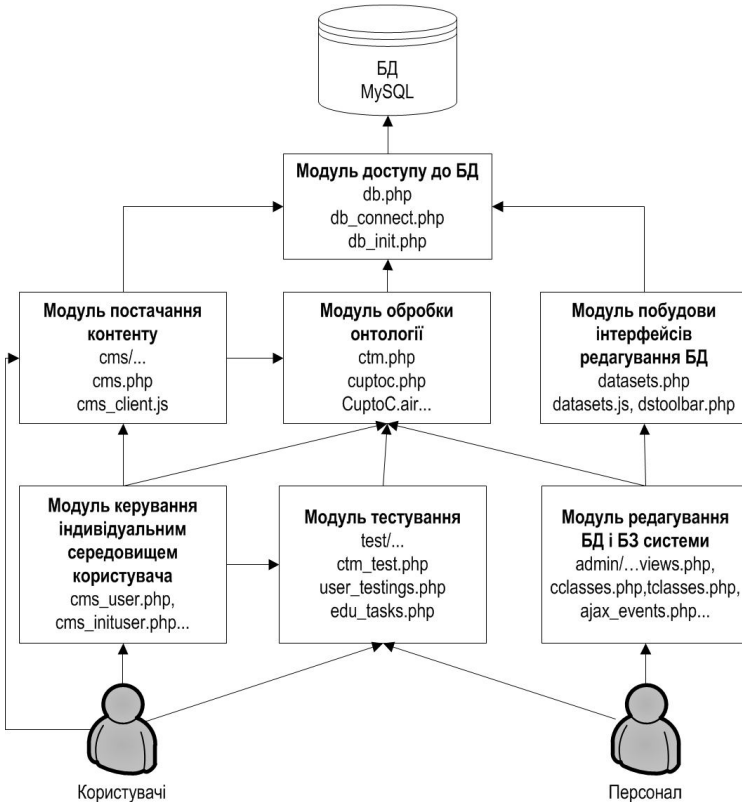 БД
MySQL
Модуль доступу до БД
db.php
db_connect.php
db_init.php
Модуль постачання
контенту
cms/...
cms.php
cms_client.js
Модуль обробки
онтології
ctm.php
cuptoc.php
CuptoC.air...
Модуль побудови
інтерфейсів
редагування БД
datasets.php
datasets.js, dstoolbar.php
Модуль керування
індивідуальним
середовищем
користувача
cms_user.php,
cms_inituser.php...
Модуль тестування
test/...
ctm_test.php
user_testings.php
edu_tasks.php
Модуль редагування
БД і БЗ системи
admin/...views.php,
cclasses.php,tclasses.php,
ajax_events.php...
Користувачі
Персонал